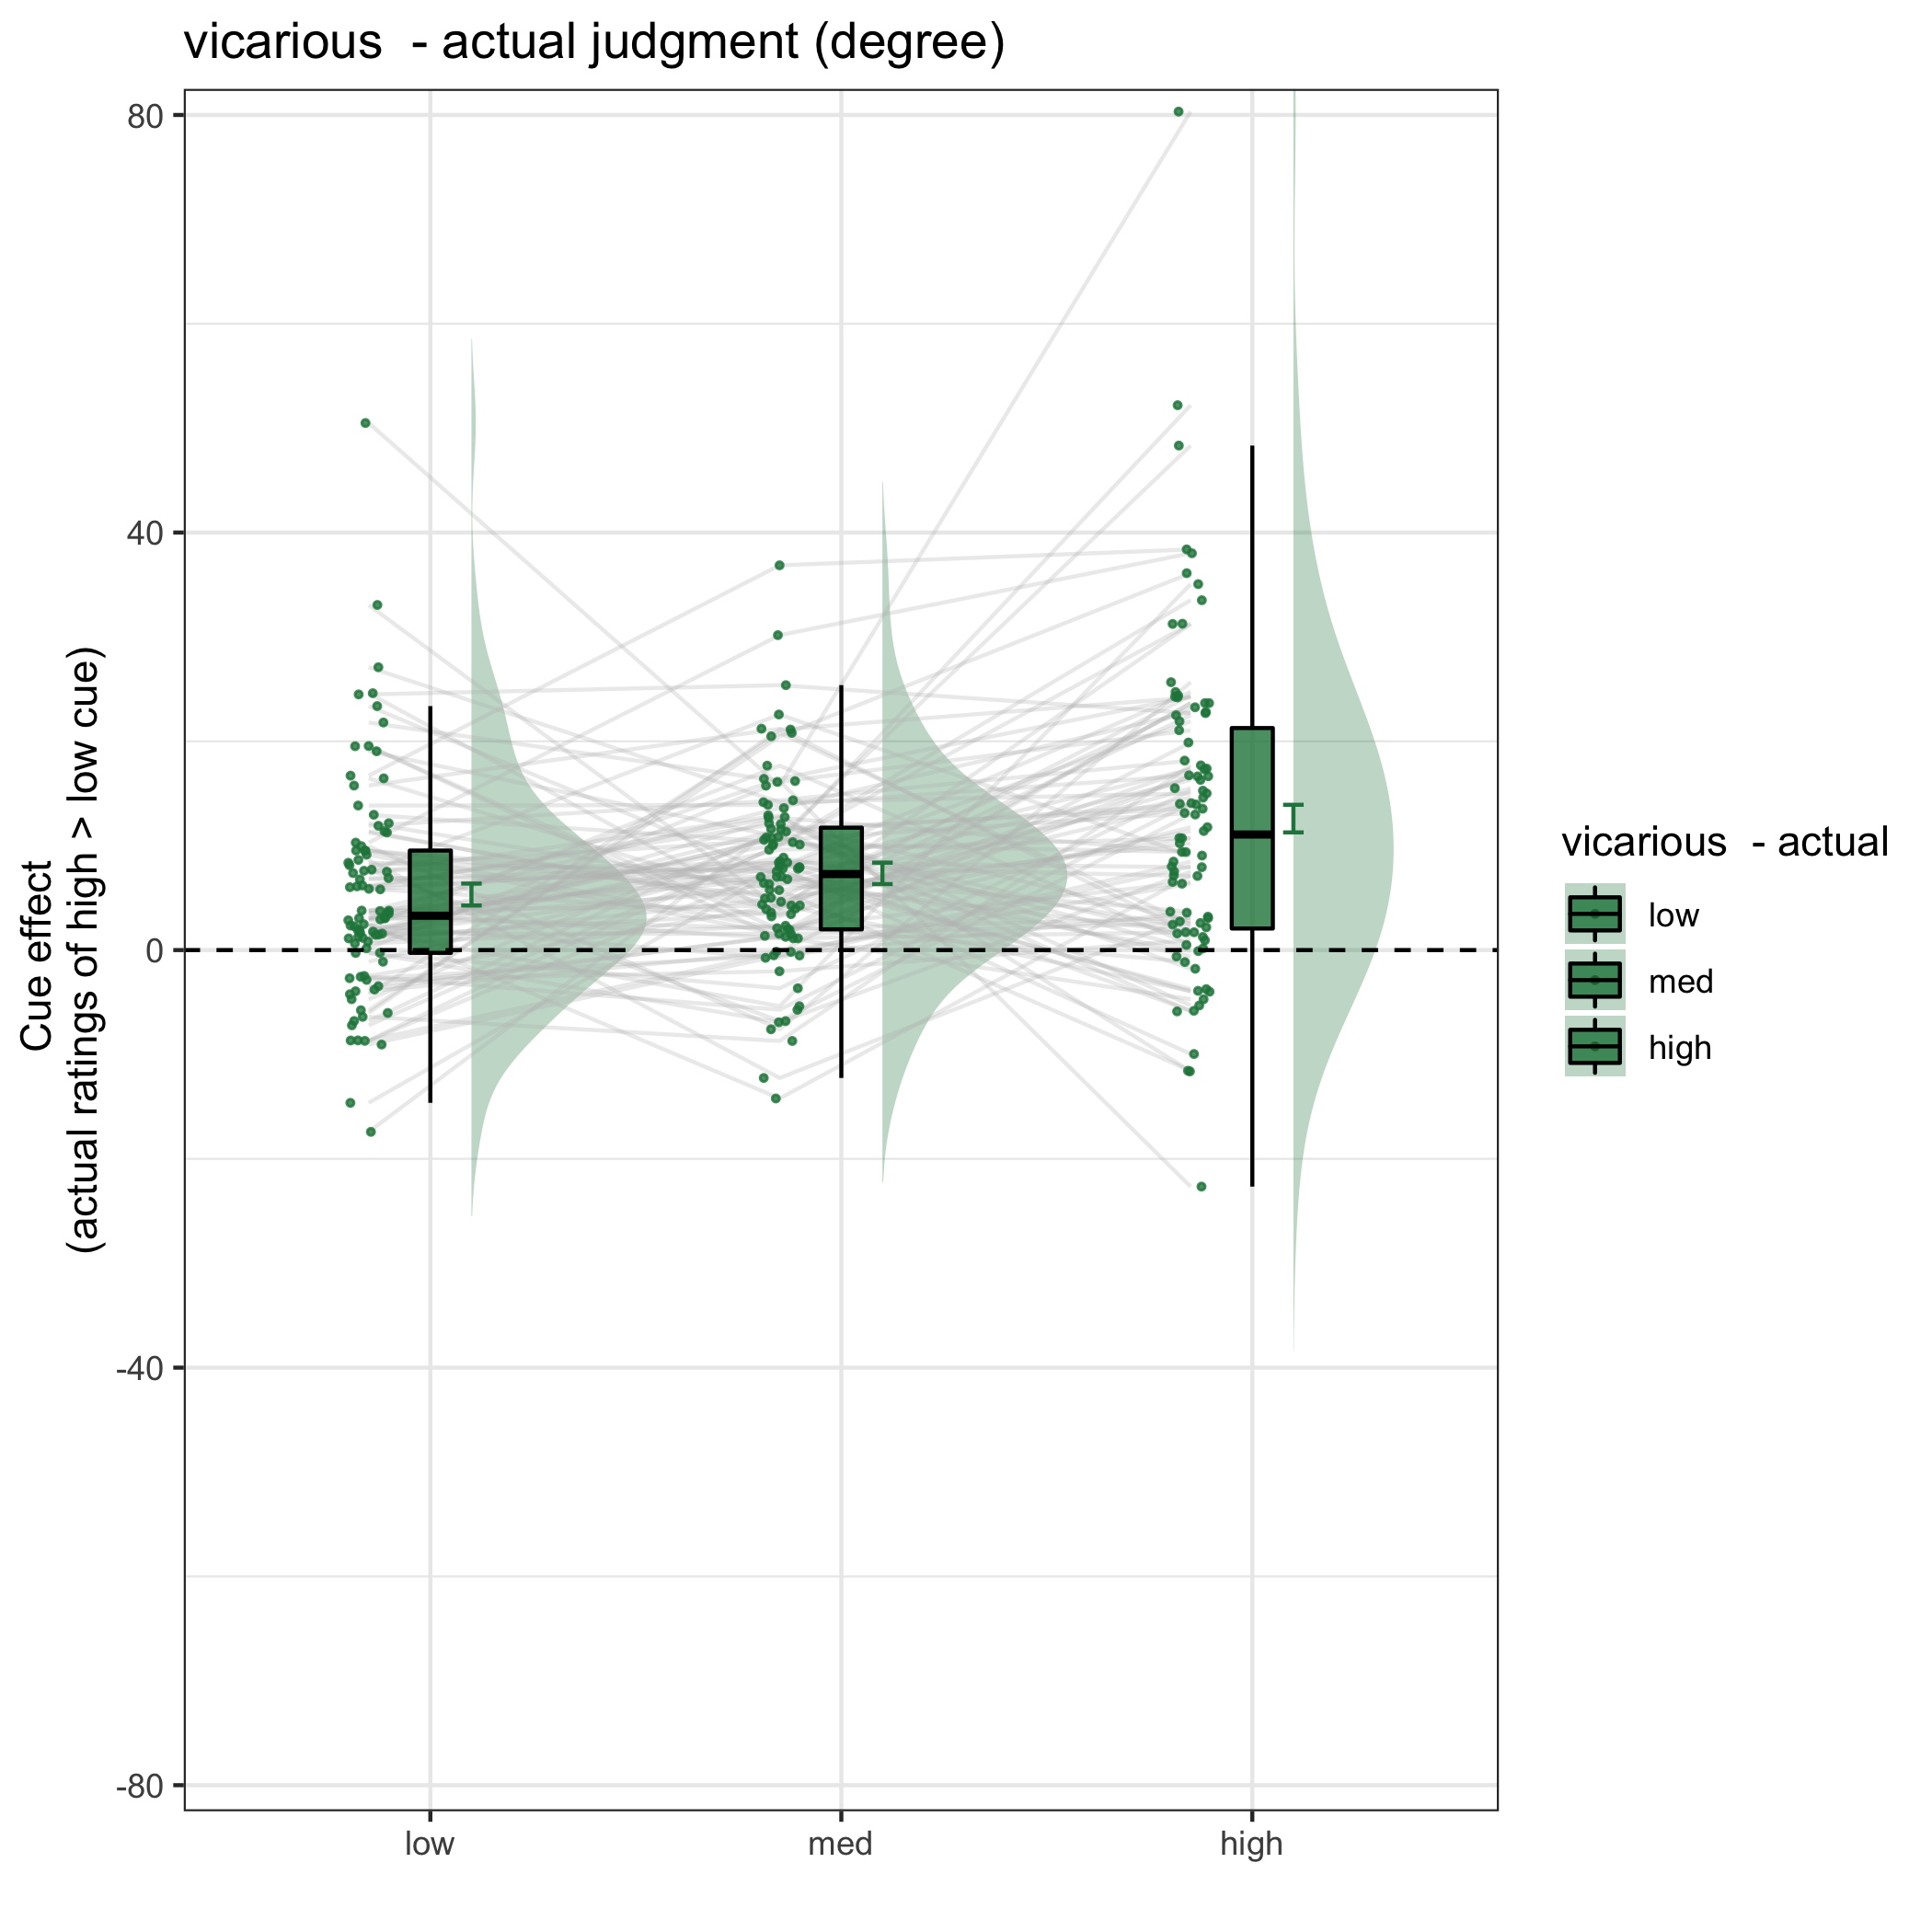 vicarious  - actual judgment (degree)
Cue effect
(actual ratings of high > low cue)
80
40
0
-40
-80
low
med
high
vicarious  - actual
low
med
high